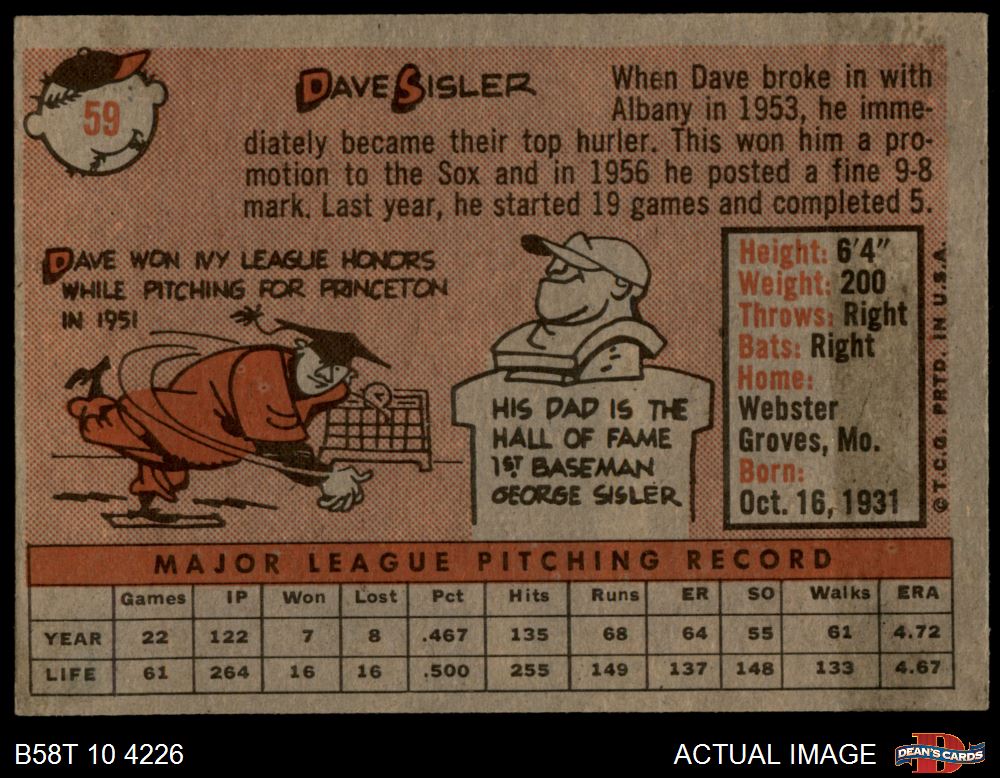 59
DAVE SISLER
When Dave broke in with
Albany in 1953, he imme-
diately became their top hurler. This won him a pro-
motion to the Sox and in 1956 he posted a fine 9-8
mark. Last year, he started 19 games and completed 5.
DAVE WON IVY LEAGUE HONORS
WHILE PITCHING FOR PRINCETON
IN 1951
HIS DAD IS THE
HALL OF FAME
1ST BASEMAN
GEORGE SISLER
Height: 6'4"
Weight: 200
Throws: Right
Bats: Right
Home:
Webster
Groves, Mo.
Born:
Oct. 16, 1931
© T.C.G. PRTD. IN U.S.A.
MAJOR LEAGUE PITCHING RECORD
Games IP Won Lost Pct Hits Runs ER SO Walks ERA
YEAR 22 122 7 8 .467 135 68 64 55 61 4.72
LIFE 61 264 16 16 .500 255 149 137 148 133 4.67
B58T 10 4226
ACTUAL IMAGE
D
DEAN'S CARDS